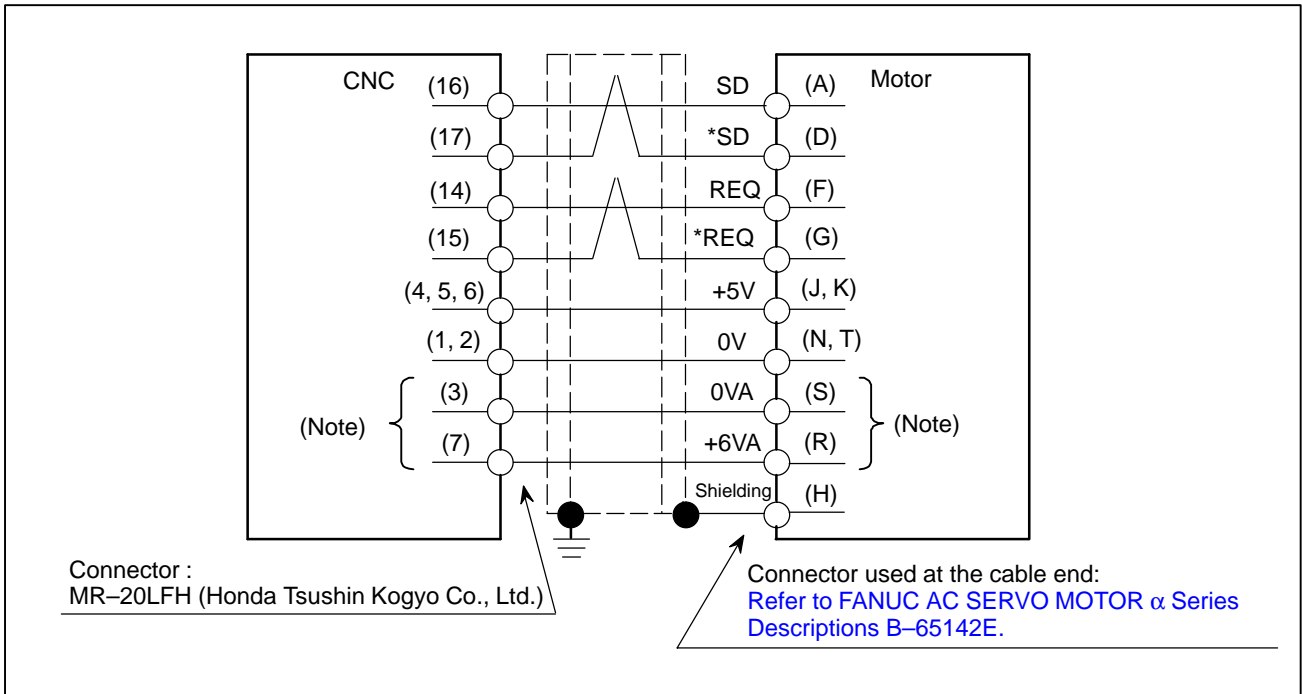 CNC (16) SD (A) Motor
(17) *SD (D)
(14) REQ (F)
(15) *REQ (G)
(4, 5, 6) +5V (J, K)
(1, 2) 0V (N, T)
(3) 0VA (S)
(Note) (Note)
(7) +6VA (R)
Shielding (H)
Connector :
MR–20LFH (Honda Tsushin Kogyo Co., Ltd.)
Connector used at the cable end:
Refer to FANUC AC SERVO MOTOR α Series
Descriptions B–65142E.